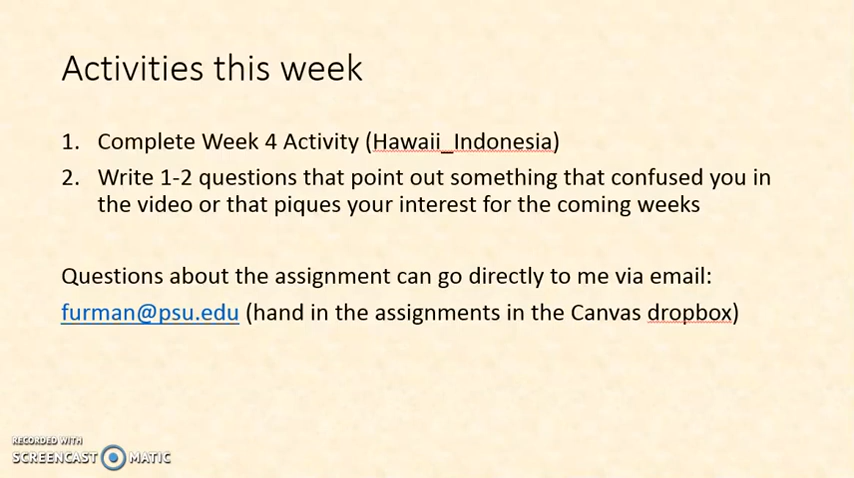 Activities this week
1. Complete Week 4 Activity (Hawaii_Indonesia)
2. Write 1-2 questions that point out something that confused you in
the video or that piques your interest for the coming weeks
Questions about the assignment can go directly to me via email:
furman@psu.edu (hand in the assignments in the Canvas dropbox)
RECORDED WITH
SCREENCAST MATIC